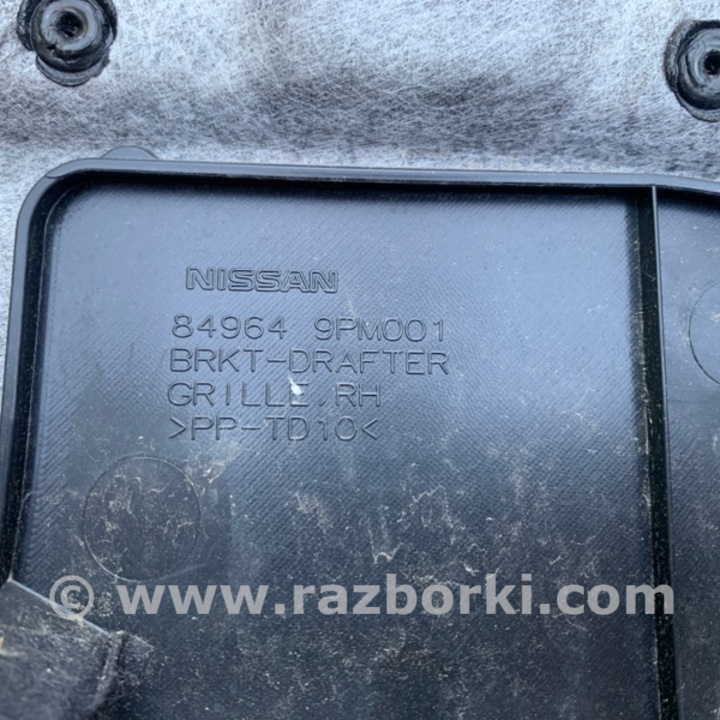 NISSAN
84964 9PM001
BRKT-DRAFTER
GRILLE.RH
>PP-TD10<
© www.razborki.com